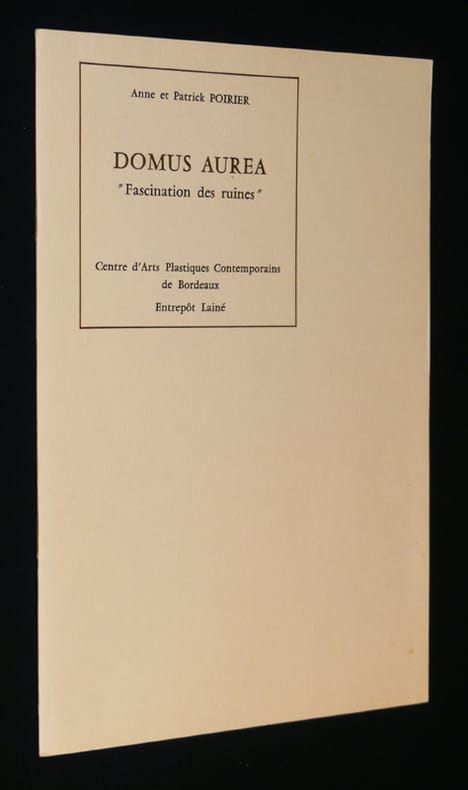 Anne et Patrick POIRIER
DOMUS AUREA
"Fascination des ruines"
Centre d'Arts Plastiques Contemporains
de Bordeaux
Entrepôt Lainé